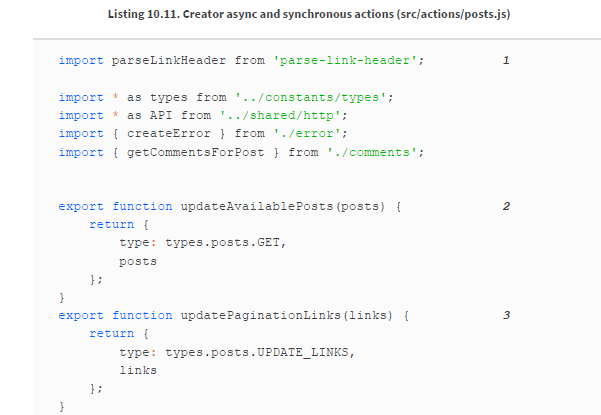 Listing 10.11. Creator async and synchronous actions (src/actions/posts.js)
import parseLinkHeader from 'parse-link-header'; 1
import * as types from '../constants/types';
import * as API from '../shared/http';
import { createError } from './error';
import { getCommentsForPost } from './comments';
export function updateAvailablePosts(posts) { 2
return {
type: types.posts.GET,
posts
};
}
export function updatePaginationLinks(links) { 3
return {
type: types.posts.UPDATE_LINKS,
links
};
}